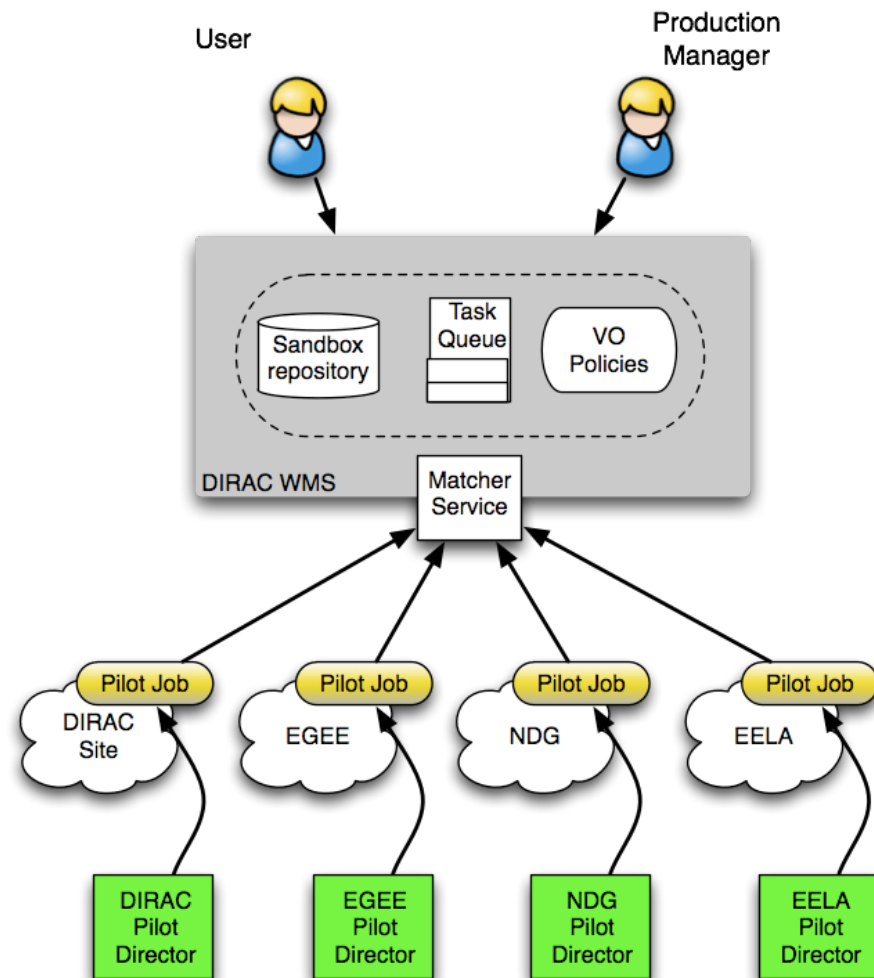 User
Production
Manager
Sandbox
repository
Task
Queue
VO
Policies
DIRAC WMS
Matcher
Service
Pilot Job
Pilot Job
Pilot Job
Pilot Job
DIRAC
Site
EGEE
NDG
EELA
DIRAC
Pilot
Director
EGEE
Pilot
Director
NDG
Pilot
Director
EELA
Pilot
Director